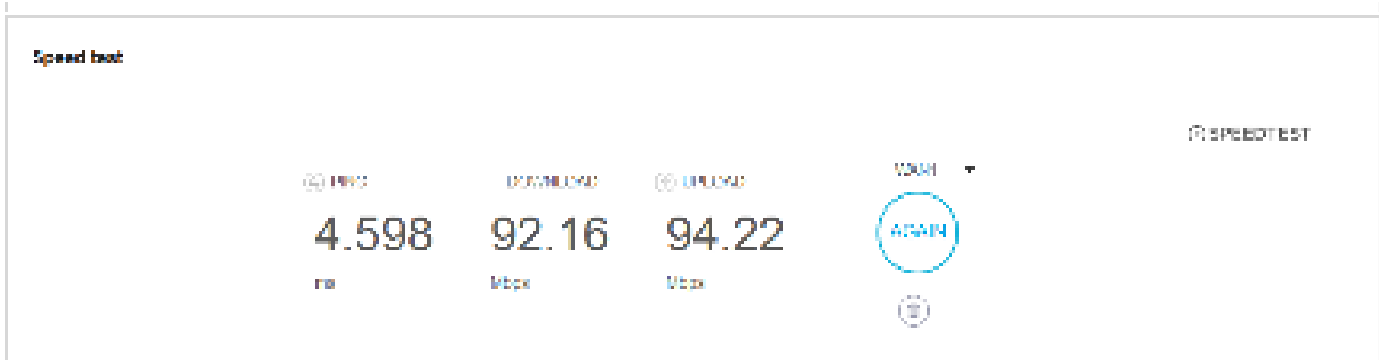 Speed test
SPEEDTEST
PING DOWNLOAD UPLOAD
4.598 92.16 94.22 AGAIN
ms Mbps Mbps